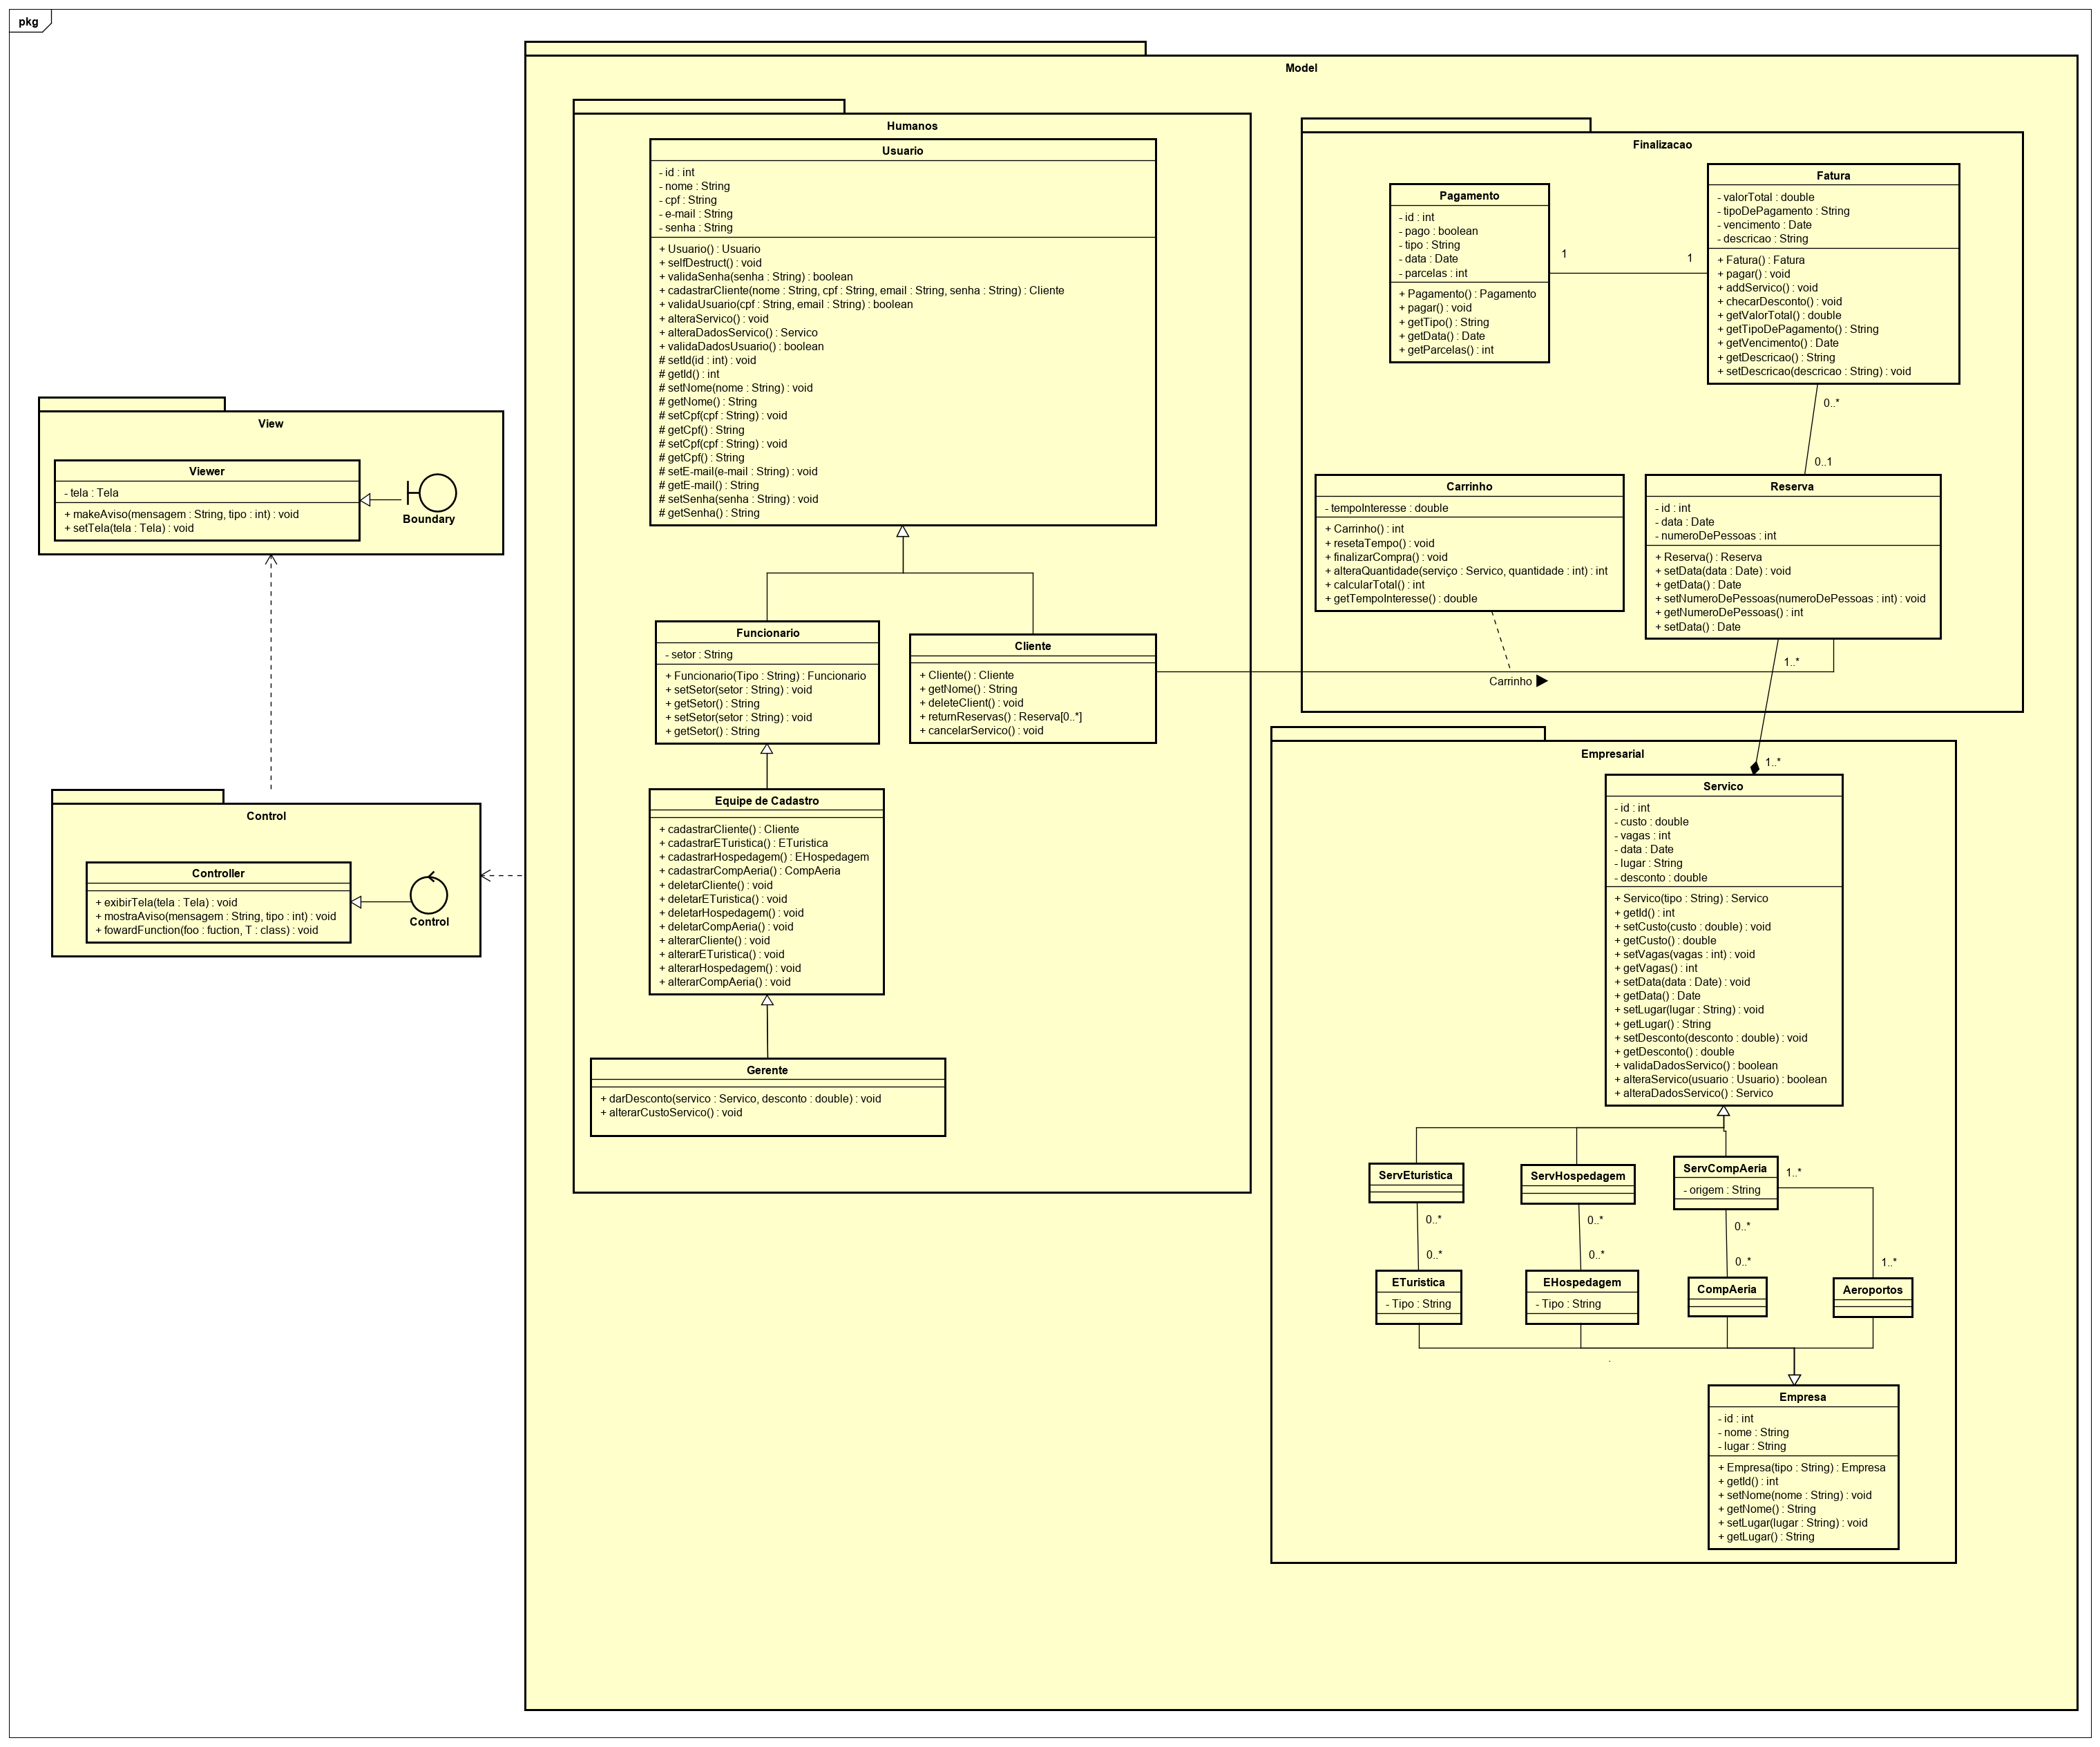 pkg
Model
Humanos
Usuario
- id : int
- nome : String
- cpf : String
- e-mail : String
- senha : String
+ Usuario() : Usuario
+ selfDestruct() : void
+ validaSenha(senha : String) : boolean
+ cadastrarCliente(nome : String, cpf : String, email : String, senha : String) : Cliente
+ validaUsuario(cpf : String, email : String) : boolean
+ alteraServico() : void
+ alteraDadosServico() : Servico
+ validaDadosUsuario() : boolean
# setId(id : int) : void
# getId() : int
# setNome(nome : String) : void
# getNome() : String
# setCpf(cpf : String) : void
# getCpf() : String
# setCpf(cpf : String) : void
# getCpf() : String
# setE-mail(e-mail : String) : void
# getE-mail() : String
# setSenha(senha : String) : void
# getSenha() : String
Funcionario
- setor : String
+ Funcionario(Tipo : String) : Funcionario
+ setSetor(setor : String) : void
+ getSetor() : String
+ setSetor(setor : String) : void
+ getSetor() : String
Cliente
+ Cliente() : Cliente
+ getNome() : String
+ deleteClient() : void
+ returnReservas() : Reserva[0..*]
+ cancelarServico() : void
Equipe de Cadastro
+ cadastrarCliente() : Cliente
+ cadastrarETuristica() : ETuristica
+ cadastrarHospedagem() : EHospedagem
+ cadastrarCompAeria() : CompAeria
+ deletarCliente() : void
+ deletarETuristica() : void
+ deletarHospedagem() : void
+ deletarCompAeria() : void
+ alterarCliente() : void
+ alterarETuristica() : void
+ alterarHospedagem() : void
+ alterarCompAeria() : void
Gerente
+ darDesconto(servico : Servico, desconto : double) : void
+ alterarCustoServico() : void
Finalizacao
Pagamento
- id : int
- pago : boolean
- tipo : String
- data : Date
- parcelas : int
+ Pagamento() : Pagamento
+ pagar() : void
+ getTipo() : String
+ getData() : Date
+ getParcelas() : int
1
1
Fatura
- valorTotal : double
- tipoDePagamento : String
- vencimento : Date
- descricao : String
+ Fatura() : Fatura
+ pagar() : void
+ addServico() : void
+ checarDesconto() : void
+ getValorTotal() : double
+ getTipoDePagamento() : String
+ getVencimento() : Date
+ getDescricao() : String
+ setDescricao(descricao : String) : void
0..*
0..1
Carrinho
- tempoInteresse : double
+ Carrinho() : int
+ resetaTempo() : void
+ finalizarCompra() : void
+ alteraQuantidade(serviço : Servico, quantidade : int) : int
+ calcularTotal() : int
+ getTempoInteresse() : double
Reserva
- id : int
- data : Date
- numeroDePessoas : int
+ Reserva() : Reserva
+ setData(data : Date) : void
+ getData() : Date
+ setNumeroDePessoas(numeroDePessoas : int) : void
+ getNumeroDePessoas() : int
+ setData() : Date
1..*
Carrinho
Empresarial
1..*
Servico
- id : int
- custo : double
- vagas : int
- data : Date
- lugar : String
- desconto : double
+ Servico(tipo : String) : Servico
+ getId() : int
+ setCusto(custo : double) : void
+ getCusto() : double
+ setVagas(vagas : int) : void
+ getVagas() : int
+ setData(data : Date) : void
+ getData() : Date
+ setLugar(lugar : String) : void
+ getLugar() : String
+ setDesconto(desconto : double) : void
+ getDesconto() : double
+ validaDadosServico() : boolean
+ alteraServico(usuario : Usuario) : boolean
+ alteraDadosServico() : Servico
ServEturistica
ServHospedagem
ServCompAeria
- origem : String
1..*
0..*
0..*
0..*
0..*
0..*
0..*
1..*
ETuristica
- Tipo : String
EHospedagem
- Tipo : String
CompAeria
Aeroportos
Empresa
- id : int
- nome : String
- lugar : String
+ Empresa(tipo : String) : Empresa
+ getId() : int
+ setNome(nome : String) : void
+ getNome() : String
+ setLugar(lugar : String) : void
+ getLugar() : String
View
Viewer
- tela : Tela
+ makeAviso(mensagem : String, tipo : int) : void
+ setTela(tela : Tela) : void
Boundary
Control
Controller
+ exibirTela(tela : Tela) : void
+ mostraAviso(mensagem : String, tipo : int) : void
+ fowardFunction(foo : fuction, T : class) : void
Control